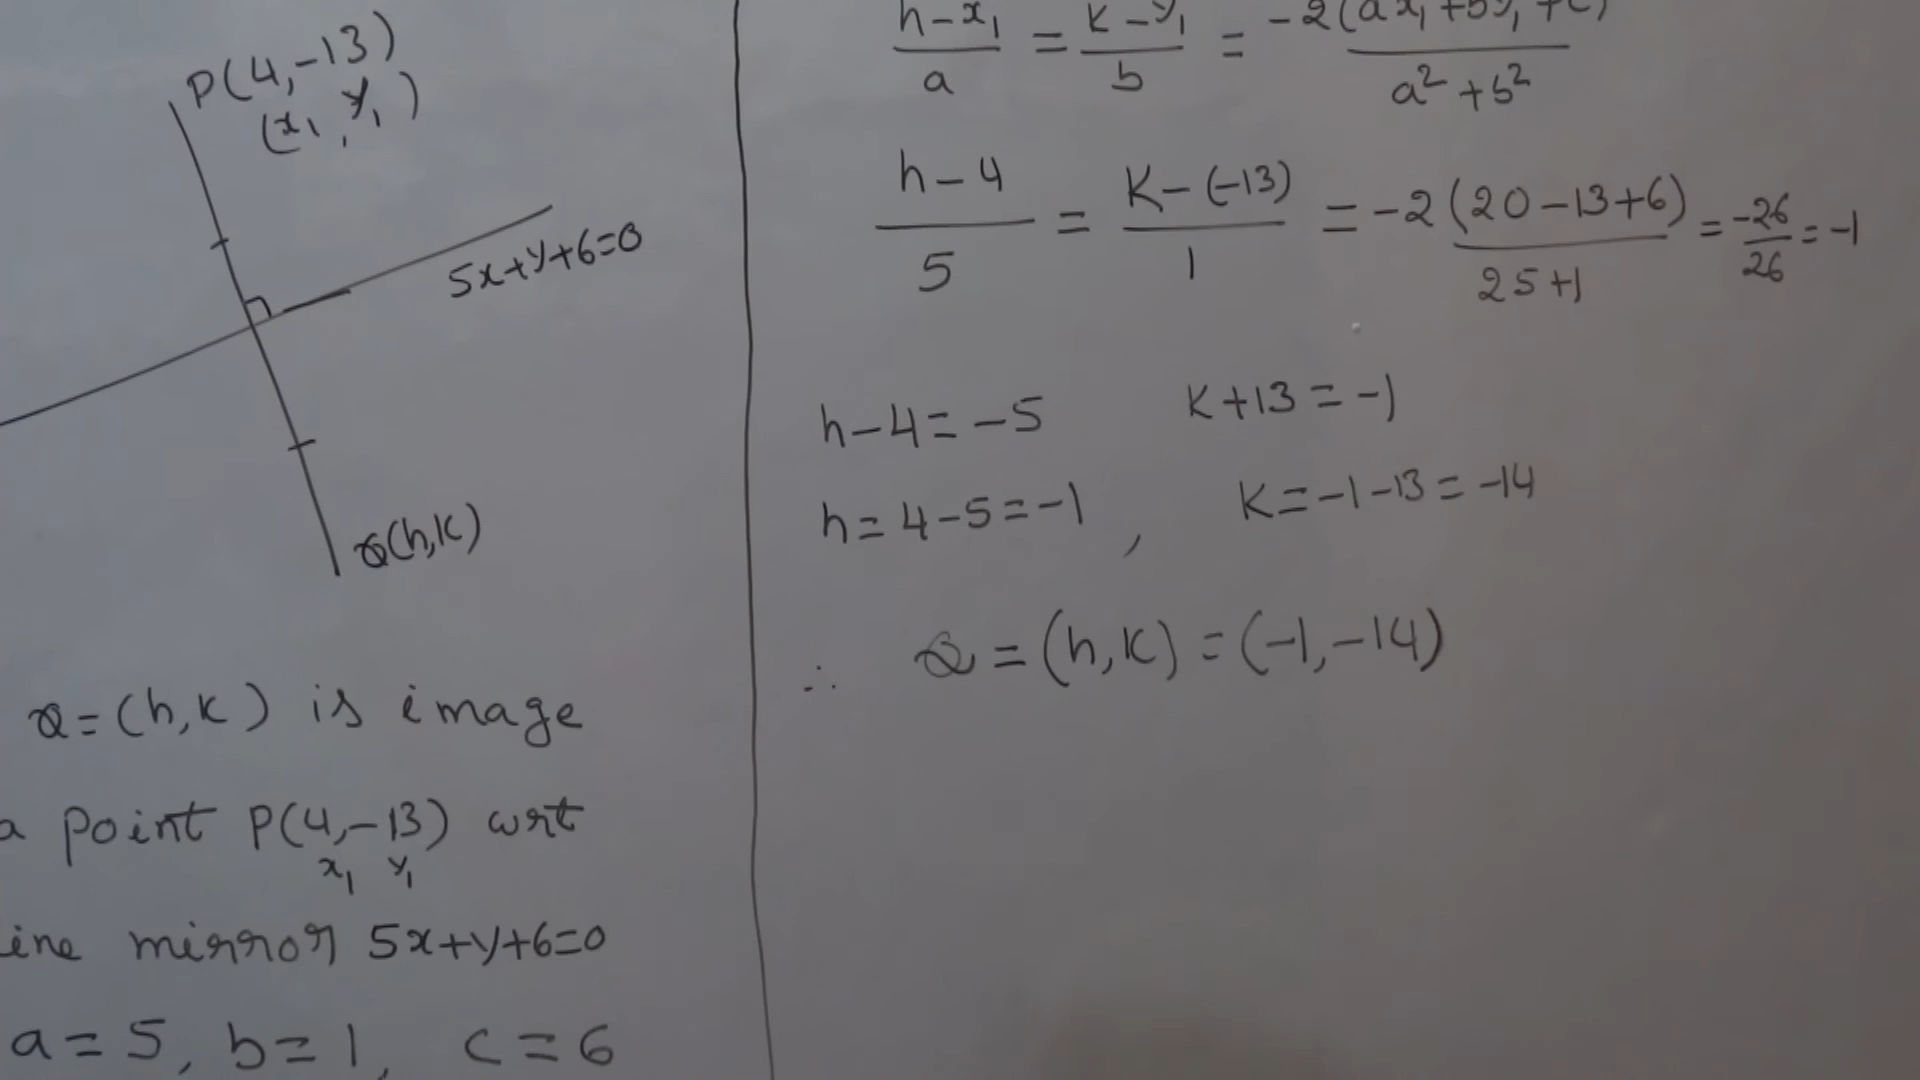 P(4,-13)
(x₁, y₁)
5x+y+6=0
Q(h,k)
Q=(h,k) is image
a point P(4,-13) wrt
x₁ y₁
mirror 5x+y+6=0
a=5, b=1, c=6
(h-x₁)/a = (k-y₁)/b = -2(ax₁+by₁+c)/(a²+b²)
(h-4)/5 = (k-(-13))/1 = -2(20-13+6)/(25+1) = -26/26 = -1
h-4=-5 k+13=-1
h=4-5=-1, k=-1-13=-14
∴ Q=(h,k)=(-1,-14)